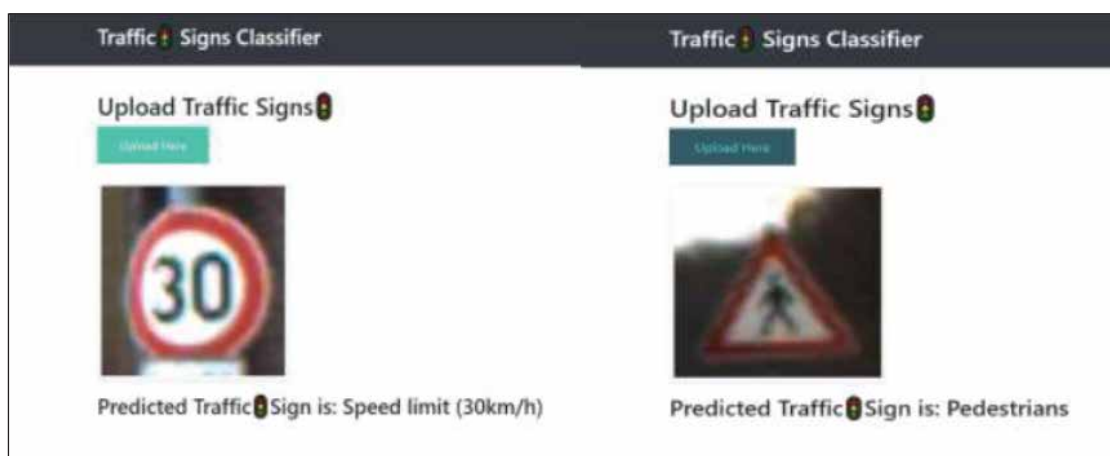 Traffic🚦 Signs Classifier
Upload Traffic Signs🚦
Upload Here
30
Predicted Traffic🚦Sign is: Speed limit (30km/h)
Traffic🚦 Signs Classifier
Upload Traffic Signs🚦
Upload Here
Predicted Traffic🚦Sign is: Pedestrians